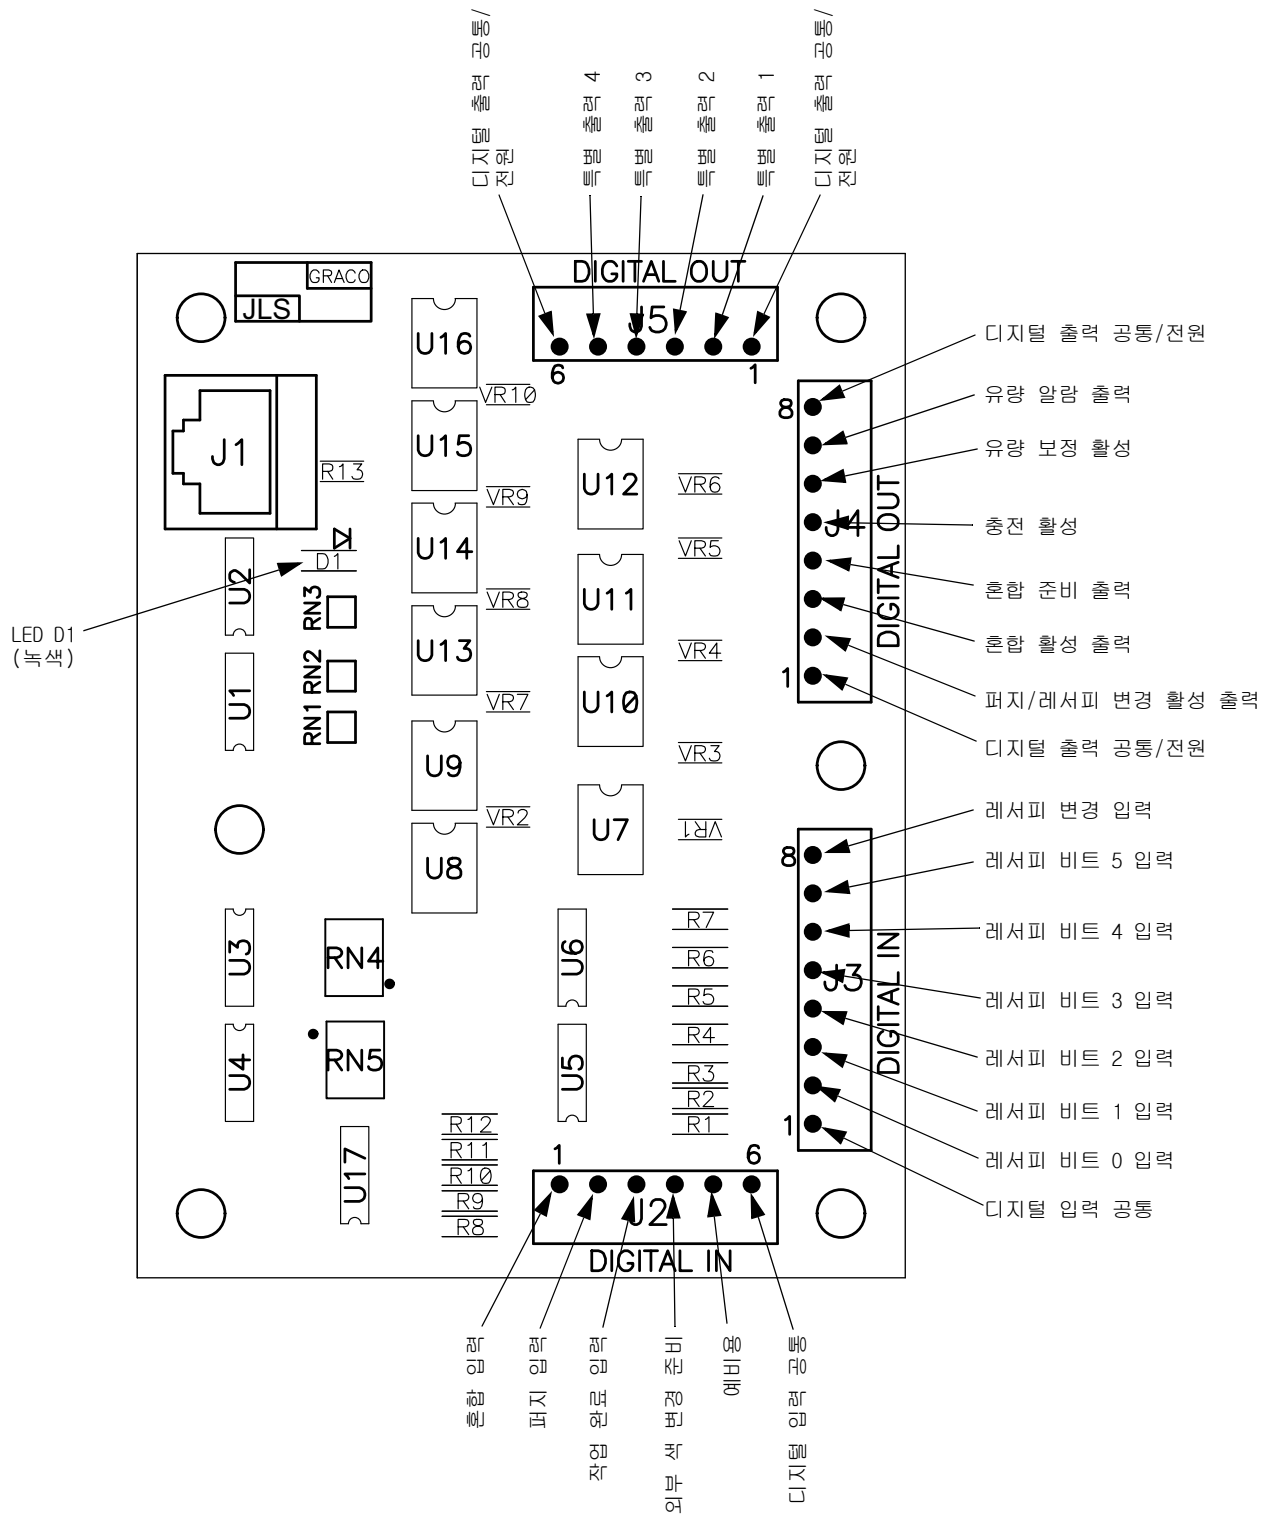 디지털 출력 공통/
전원
특별 출력 4
특별 출력 3
특별 출력 2
특별 출력 1
디지털 출력 공통/
전원
GRACO
JLS
DIGITAL OUT
J5
6
1
U16
VR10
U15
VR9
U14
VR8
U13
VR7
U9
VR2
U8
J1
R13
D1
LED D1
(녹색)
U2
U1
RN3
RN2
RN1
U12
VR6
VR5
U11
VR4
U10
VR3
U7
VR1
8
J4
DIGITAL OUT
1
디지털 출력 공통/전원
유량 알람 출력
유량 보정 활성
충전 활성
혼합 준비 출력
혼합 활성 출력
퍼지/레서피 변경 활성 출력
디지털 출력 공통/전원
8
J3
DIGITAL IN
1
레서피 변경 입력
레서피 비트 5 입력
레서피 비트 4 입력
레서피 비트 3 입력
레서피 비트 2 입력
레서피 비트 1 입력
레서피 비트 0 입력
디지털 입력 공통
U3
U4
RN4
RN5
U17
U6
U5
R7
R6
R5
R4
R3
R2
R1
R12
R11
R10
R9
R8
1
6
J2
DIGITAL IN
혼합 입력
퍼지 입력
작업 완료 입력
외부 색 변경 준비
예비용
디지털 입력 공통